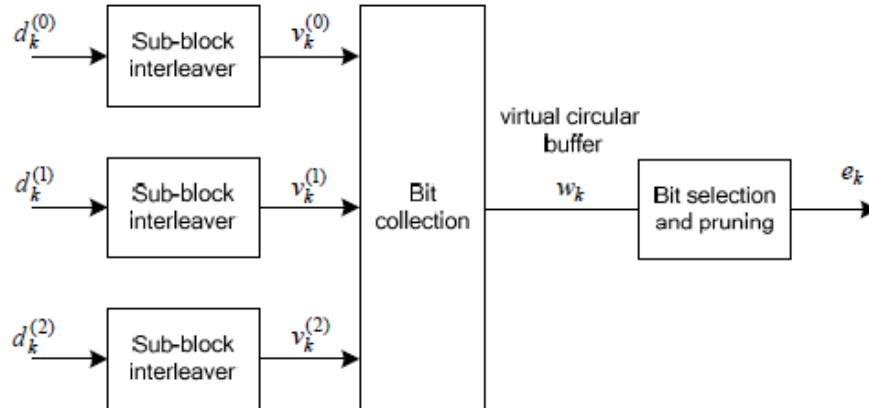 d_k^{(0)}
Sub-block
interleaver
v_k^{(0)}
d_k^{(1)}
Sub-block
interleaver
v_k^{(1)}
d_k^{(2)}
Sub-block
interleaver
v_k^{(2)}
Bit
collection
virtual circular
buffer
w_k
Bit selection
and pruning
e_k